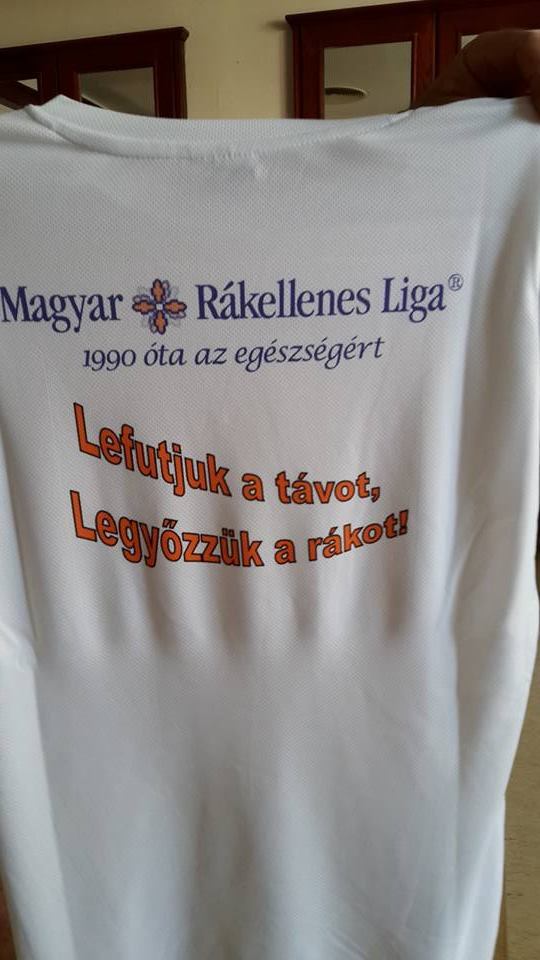 Magyar Rákellenes Liga®
1990 óta az egészségért
Lefutjuk a távot,
Legyőzzük a rákot!